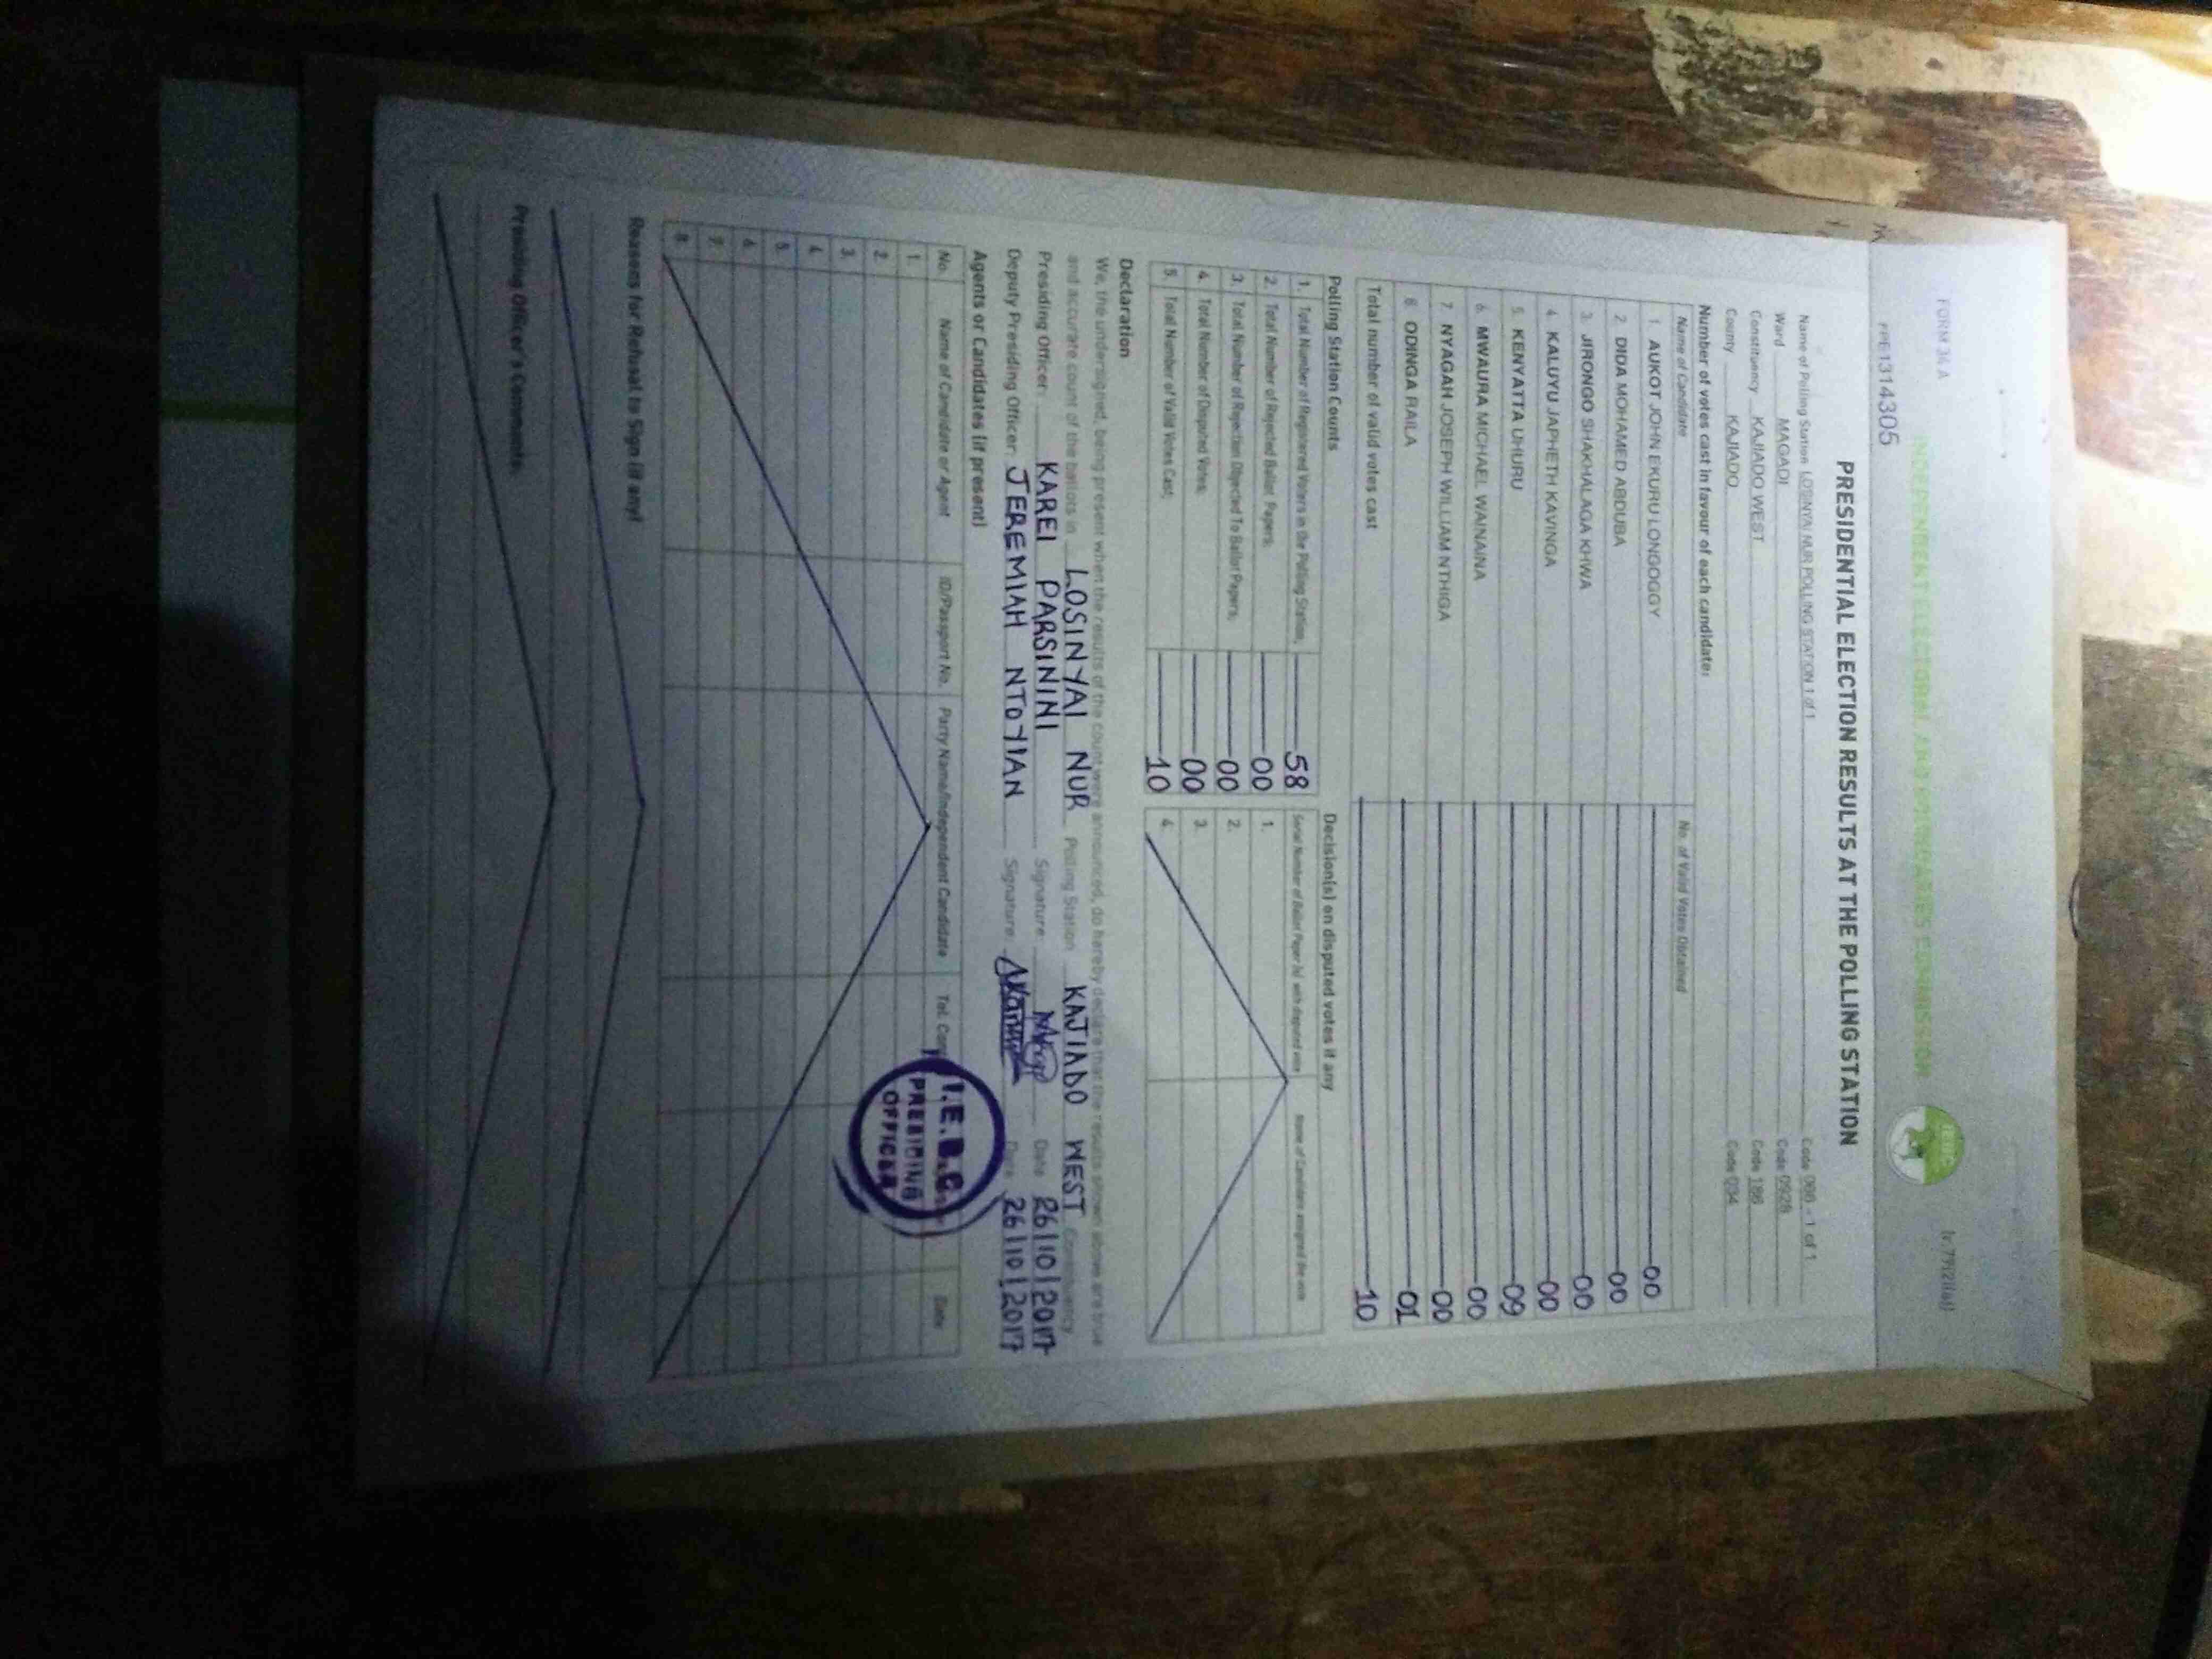 FORM 34 A
INDEPENDENT ELECTORAL AND BOUNDARIES COMMISSION
IEBC
PPE1314305
PRESIDENTIAL ELECTION RESULTS AT THE POLLING STATION
Name of Polling Station LOSINYAI NUR POLLING STATION 1 of 1 Code 1 of 1
Ward MAGADI Code 0928
Constituency KAJIADO WEST Code 186
County KAJIADO Code 034
Number of votes cast in favour of each candidate:
Name of Candidate No. of Valid Votes Obtained
1. AUKOT JOHN EKURU LONGOGGY 00
2. DIDA MOHAMED ABDUBA 00
3. JIRONGO SHAKHALAGA KHWA 00
4. KALUYU JAPHETH KAVINGA 00
5. KENYATTA UHURU 09
6. MWAURA MICHAEL WAINAINA 00
7. NYAGAH JOSEPH WILLIAM NTHIGA 00
8. ODINGA RAILA 01
Total number of valid votes cast 10
Polling Station Counts
1. Total Number of Registered Voters in the Polling Station; 58
2. Total Number of Rejected Ballot Papers; 00
3. Total Number of Rejection Objected To Ballot Papers; 00
4. Total Number of Disputed Votes; 00
5. Total Number of Valid Votes Cast; 10
Decision(s) on disputed votes if any
Serial Number of Ballot Paper (s) with disputed votes Name of Candidate assigned the vote
1.
2.
3.
4.
Declaration
We, the undersigned, being present when the results of the count were announced, do hereby declare that the results shown above are true
and accurate count of the ballots in LOSINYAI NUR Polling Station KAJIADO WEST Constituency
Presiding Officer: KAREI PARSININI Signature: Date 26/10/2017
Deputy Presiding Officer: JEREMIAH NTOYIAN Signature: Date 26/10/2017
Agents or Candidates (if present)
No. Name of Candidate or Agent ID/Passport No. Party Name/Independent Candidate Tel. Date
1.
2.
3.
4.
5.
6.
7.
8.
I.E.B.C.
PRESIDING
OFFICER
Reasons for Refusal to Sign (if any)
Presiding Officer's Comments: